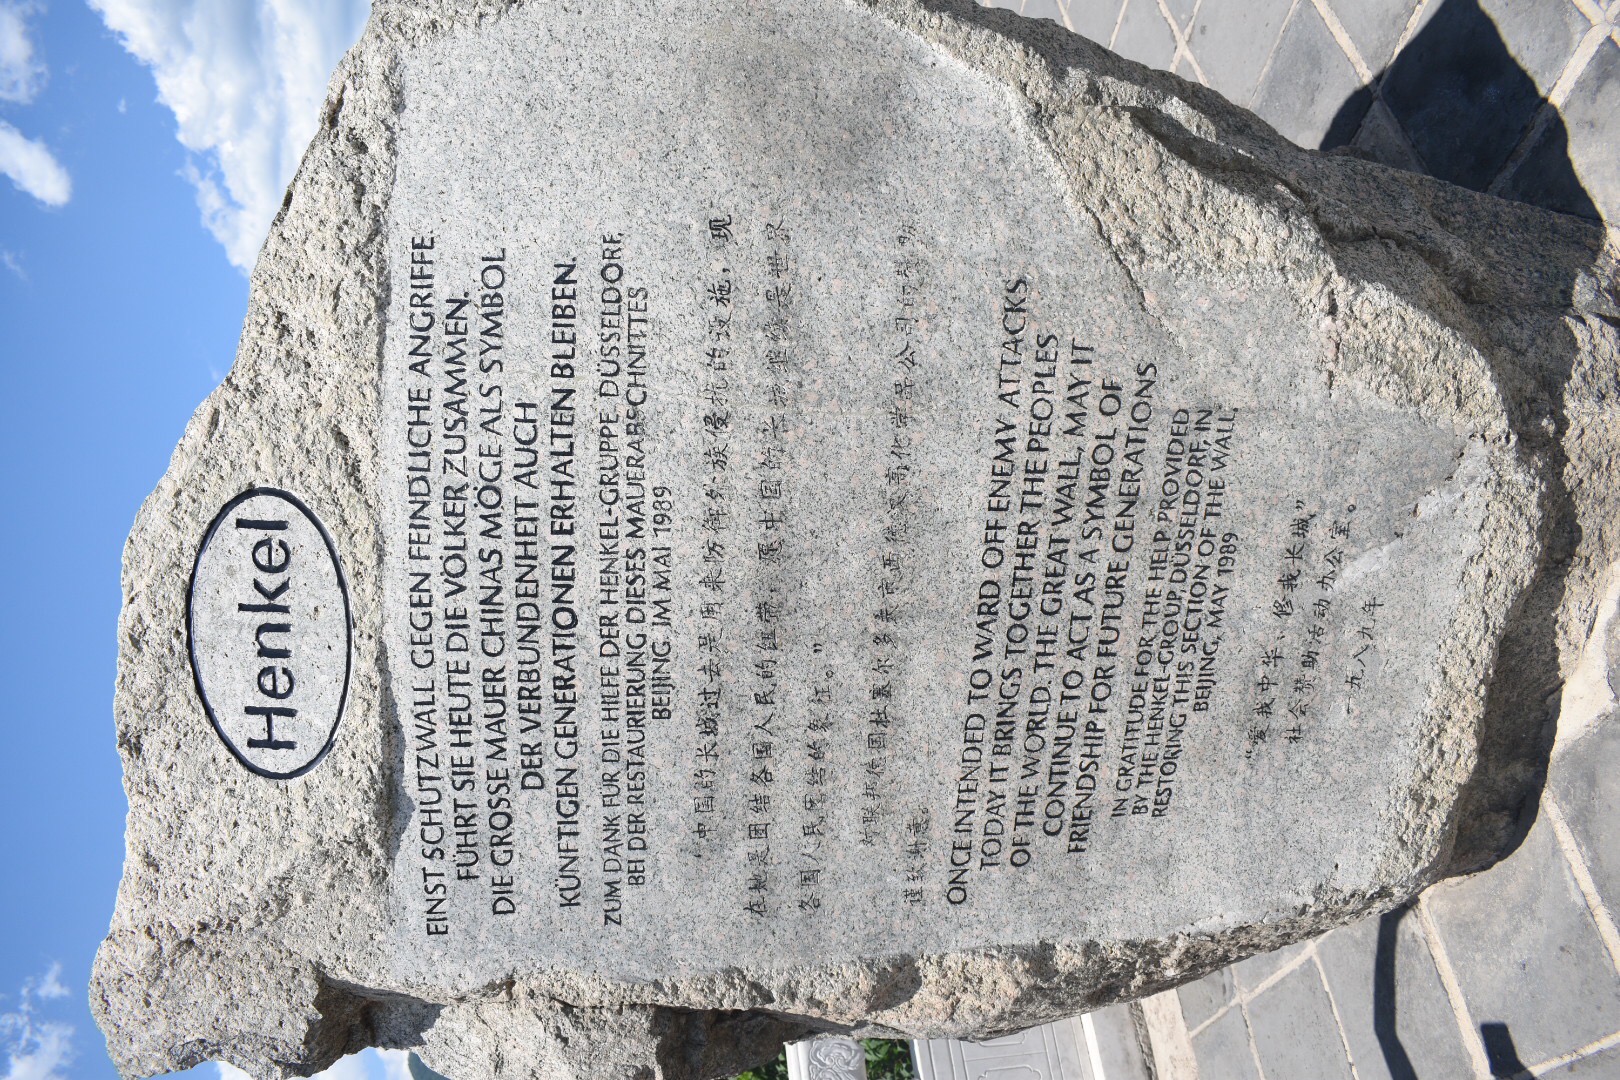 Henkel
EINST SCHUTZWALL GEGEN FEINDLICHE ANGRIFFE
FÜHRT SIE HEUTE DIE VÖLKER ZUSAMMEN.
DIE GROSSE MAUER CHINAS MÖGE ALS SYMBOL
DER VERBUNDENHEIT AUCH
KÜNFTIGEN GENERATIONEN ERHALTEN BLEIBEN.
ZUM DANK FÜR DIE HILFE DER HENKEL-GRUPPE, DÜSSELDORF,
BEI DER RESTAURIERUNG DIESES MAUERABSCHNITTES
BEIJING, IM MAI 1989
“中国的长城过去是用来防御外族侵扰的设施，现
在她是团结各国人民的纽带，愿中国的长城继续是世界
各国人民团结的象征。”
对联邦德国杜塞尔多夫市西德汉高化学品公司的赞助
谨致谢意。
ONCE INTENDED TO WARD OFF ENEMY ATTACKS
TODAY IT BRINGS TOGETHER THE PEOPLES
OF THE WORLD. THE GREAT WALL, MAY IT
CONTINUE TO ACT AS A SYMBOL OF
FRIENDSHIP FOR FUTURE GENERATIONS
IN GRATITUDE FOR THE HELP PROVIDED
BY THE HENKEL-GROUP, DÜSSELDORF, IN
RESTORING THIS SECTION OF THE WALL.
BEIJING, MAY 1989
“爱我中华、修我长城”
社会赞助活动办公室。
一九八九年